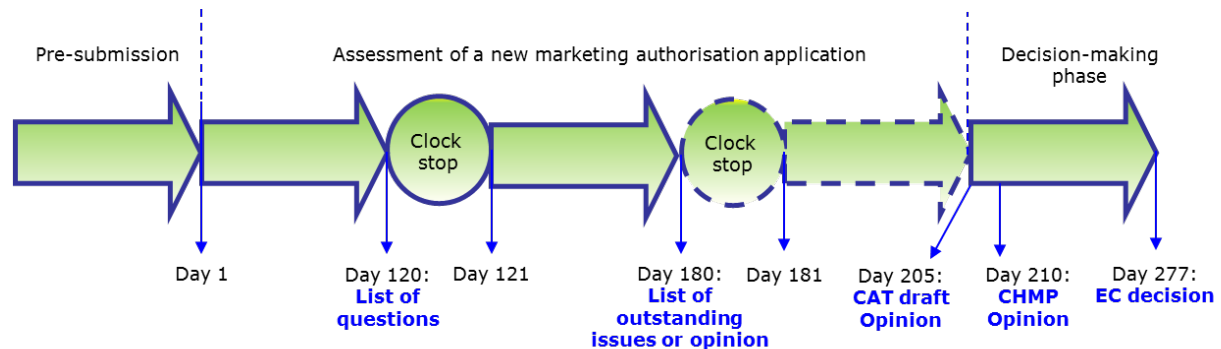 Pre-submission
Assessment of a new marketing authorisation application
Decision-making
phase
Clock
stop
Clock
stop
Day 1
Day 120:
List of
questions
Day 121
Day 180:
List of
outstanding
issues or opinion
Day 181
Day 205:
CAT draft
Opinion
Day 210:
CHMP
Opinion
Day 277:
EC decision